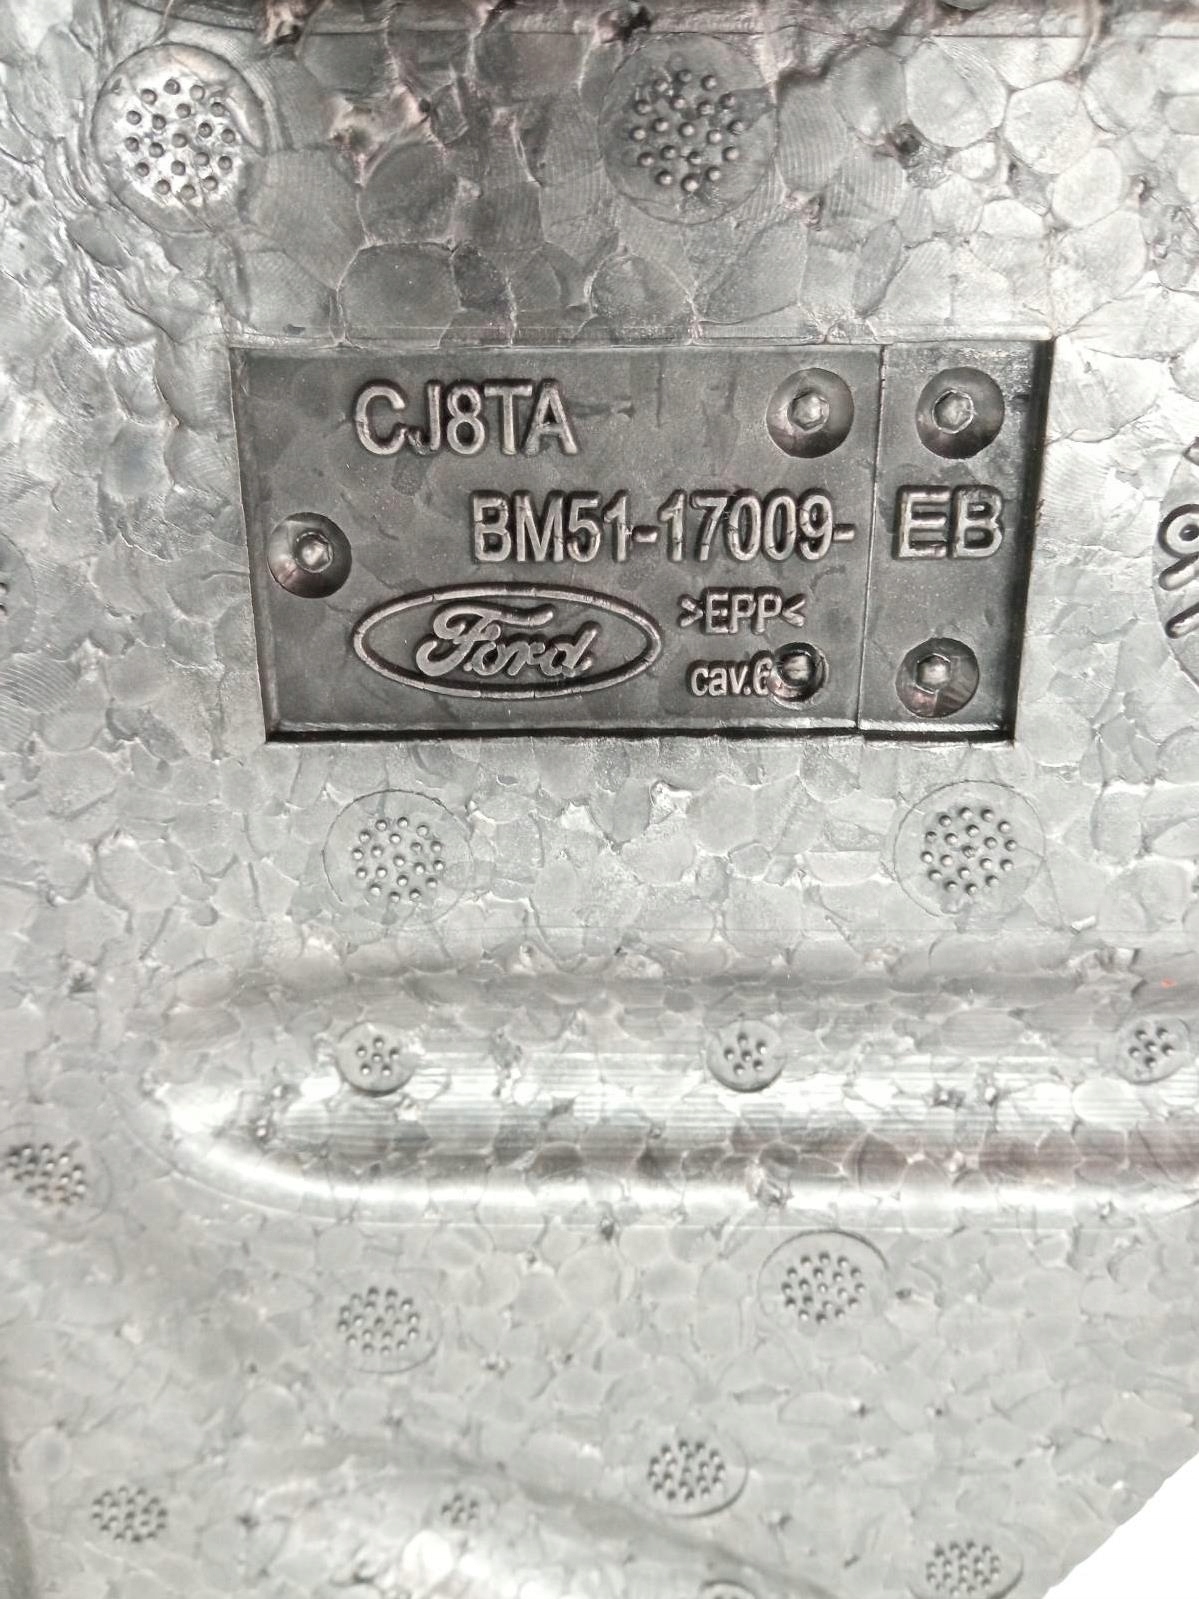 CJ8TA
BM51-17009-EB
Ford
>EPP<
cav.6